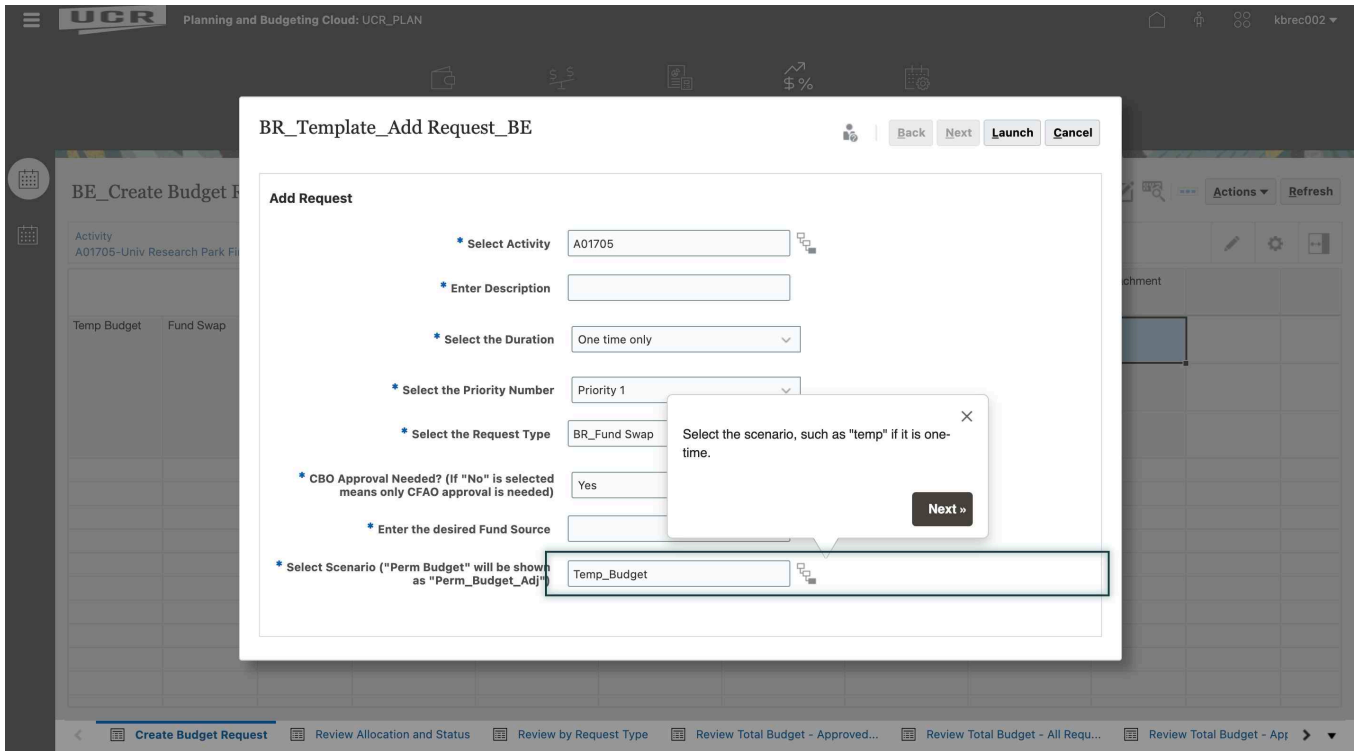 UCR Planning and Budgeting Cloud: UCR_PLAN kbrec002
$ %
BR_Template_Add Request_BE Back Next Launch Cancel
BE_Create Budget R Actions Refresh
Add Request
Activity
A01705-Univ Research Park Fi
* Select Activity A01705
* Enter Description
chment
Temp Budget Fund Swap
* Select the Duration One time only
* Select the Priority Number Priority 1
* Select the Request Type BR_Fund Swap
Select the scenario, such as "temp" if it is one-
time.
Next »
* CBO Approval Needed? (If "No" is selected
means only CFAO approval is needed) Yes
* Enter the desired Fund Source
* Select Scenario ("Perm Budget" will be shown
as "Perm_Budget_Adj") Temp_Budget
Create Budget Request Review Allocation and Status Review by Request Type Review Total Budget - Approved... Review Total Budget - All Requ... Review Total Budget - App